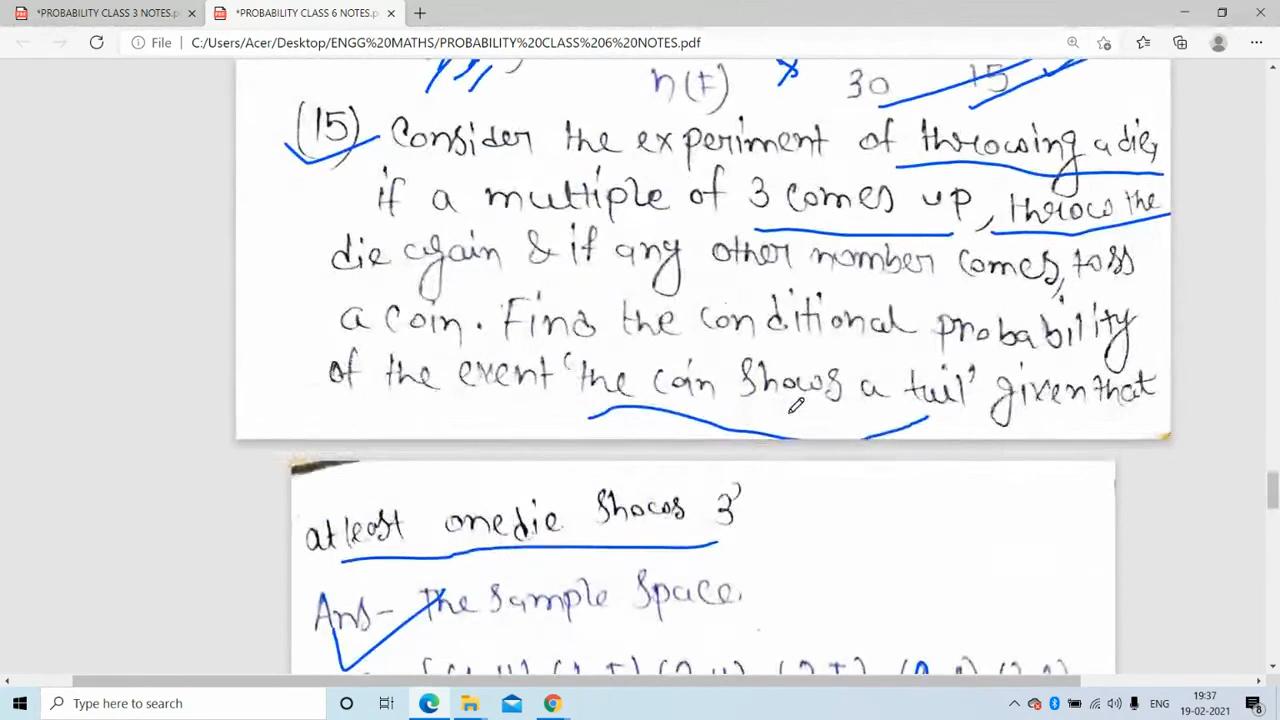 *PROBABILITY CLASS 3 NOTES.p
*PROBABILITY CLASS 6 NOTES.p
File
C:/Users/Acer/Desktop/ENGG%20MATHS/PROBABILITY%20CLASS%206%20NOTES.pdf
n(F) 30 15
(15) Consider the experiment of throwing a die,
if a multiple of 3 comes up, throw the
die again & if any other number comes, toss
a coin. Find the conditional probability
of the event 'the coin shows a tail' given that
atleast one die shows 3'
Ans- The Sample Space.
Type here to search
ENG
19:37
19-02-2021
8